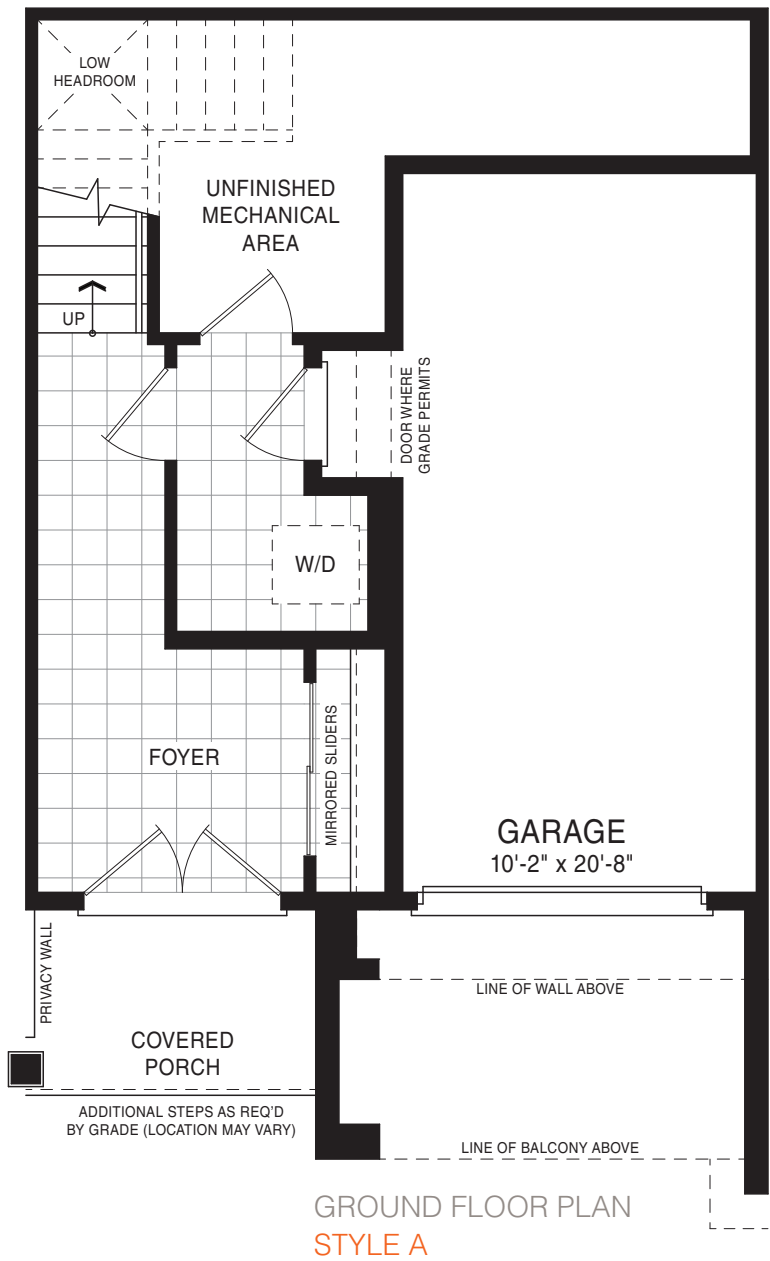 LOW
HEADROOM
UNFINISHED
MECHANICAL
AREA
UP
DOOR WHERE
GRADE PERMITS
W/D
MIRRORED SLIDERS
FOYER
GARAGE
10'-2" x 20'-8"
PRIVACY WALL
LINE OF WALL ABOVE
COVERED
PORCH
ADDITIONAL STEPS AS REQ'D
BY GRADE (LOCATION MAY VARY)
LINE OF BALCONY ABOVE
GROUND FLOOR PLAN
STYLE A